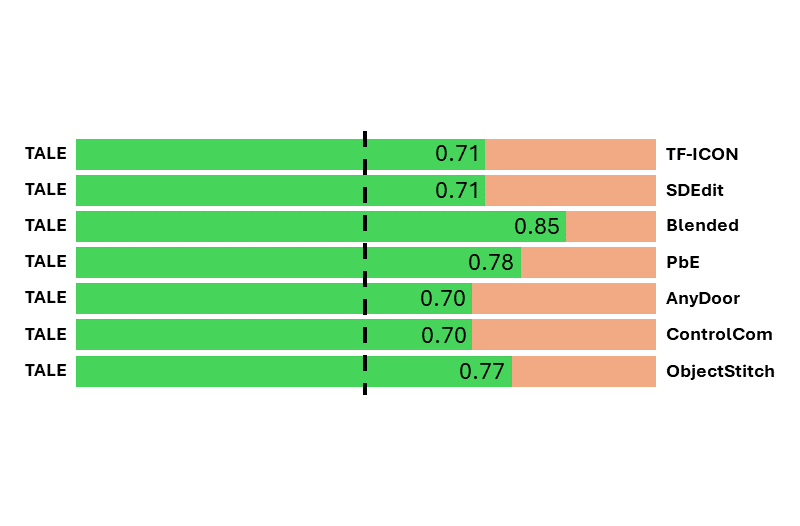 TALE 0.71 TF-ICON
TALE 0.71 SDEdit
TALE 0.85 Blended
TALE 0.78 PbE
TALE 0.70 AnyDoor
TALE 0.70 ControlCom
TALE 0.77 ObjectStitch